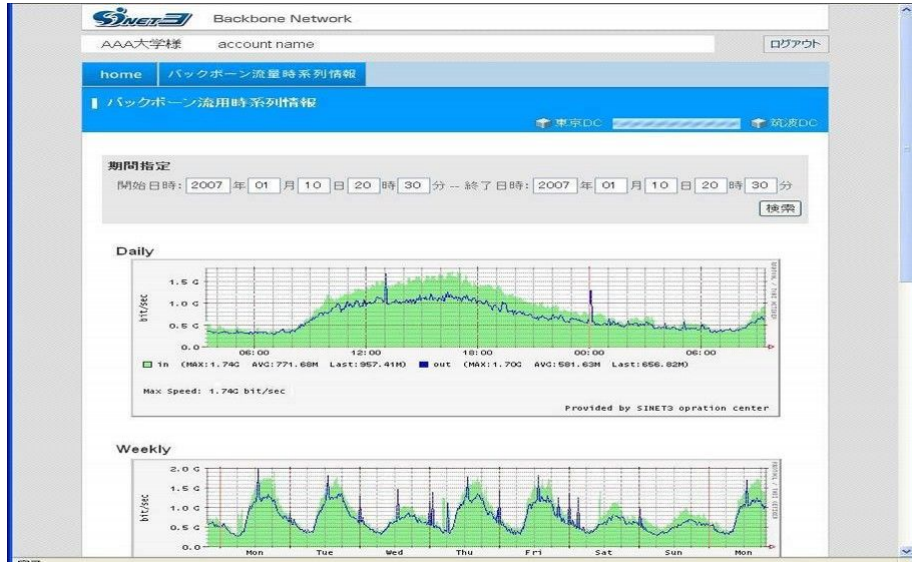 SINET3 Backbone Network
AAA大学様 account name ログアウト
home バックボーン流量時系列情報
バックボーン流用時系列情報
東京DC 筑波DC
期間指定
開始日時: 2007 年 01 月 10 日 20 時 30 分 -- 終了日時: 2007 年 01 月 10 日 20 時 30 分
検索
Daily
bit/sec
1.5 G
1.0 G
0.5 G
0.0
06:00 12:00 18:00 00:00 06:00
in (MAX:1.74G AVG:771.68M Last:957.41M) out (MAX:1.70G AVG:581.63M Last:656.82M)
Max Speed: 1.74G bit/sec
Provided by SINET3 opration center
Weekly
bit/sec
2.0 G
1.5 G
1.0 G
0.5 G
0.0
Mon Tue Wed Thu Fri Sat Sun Mon